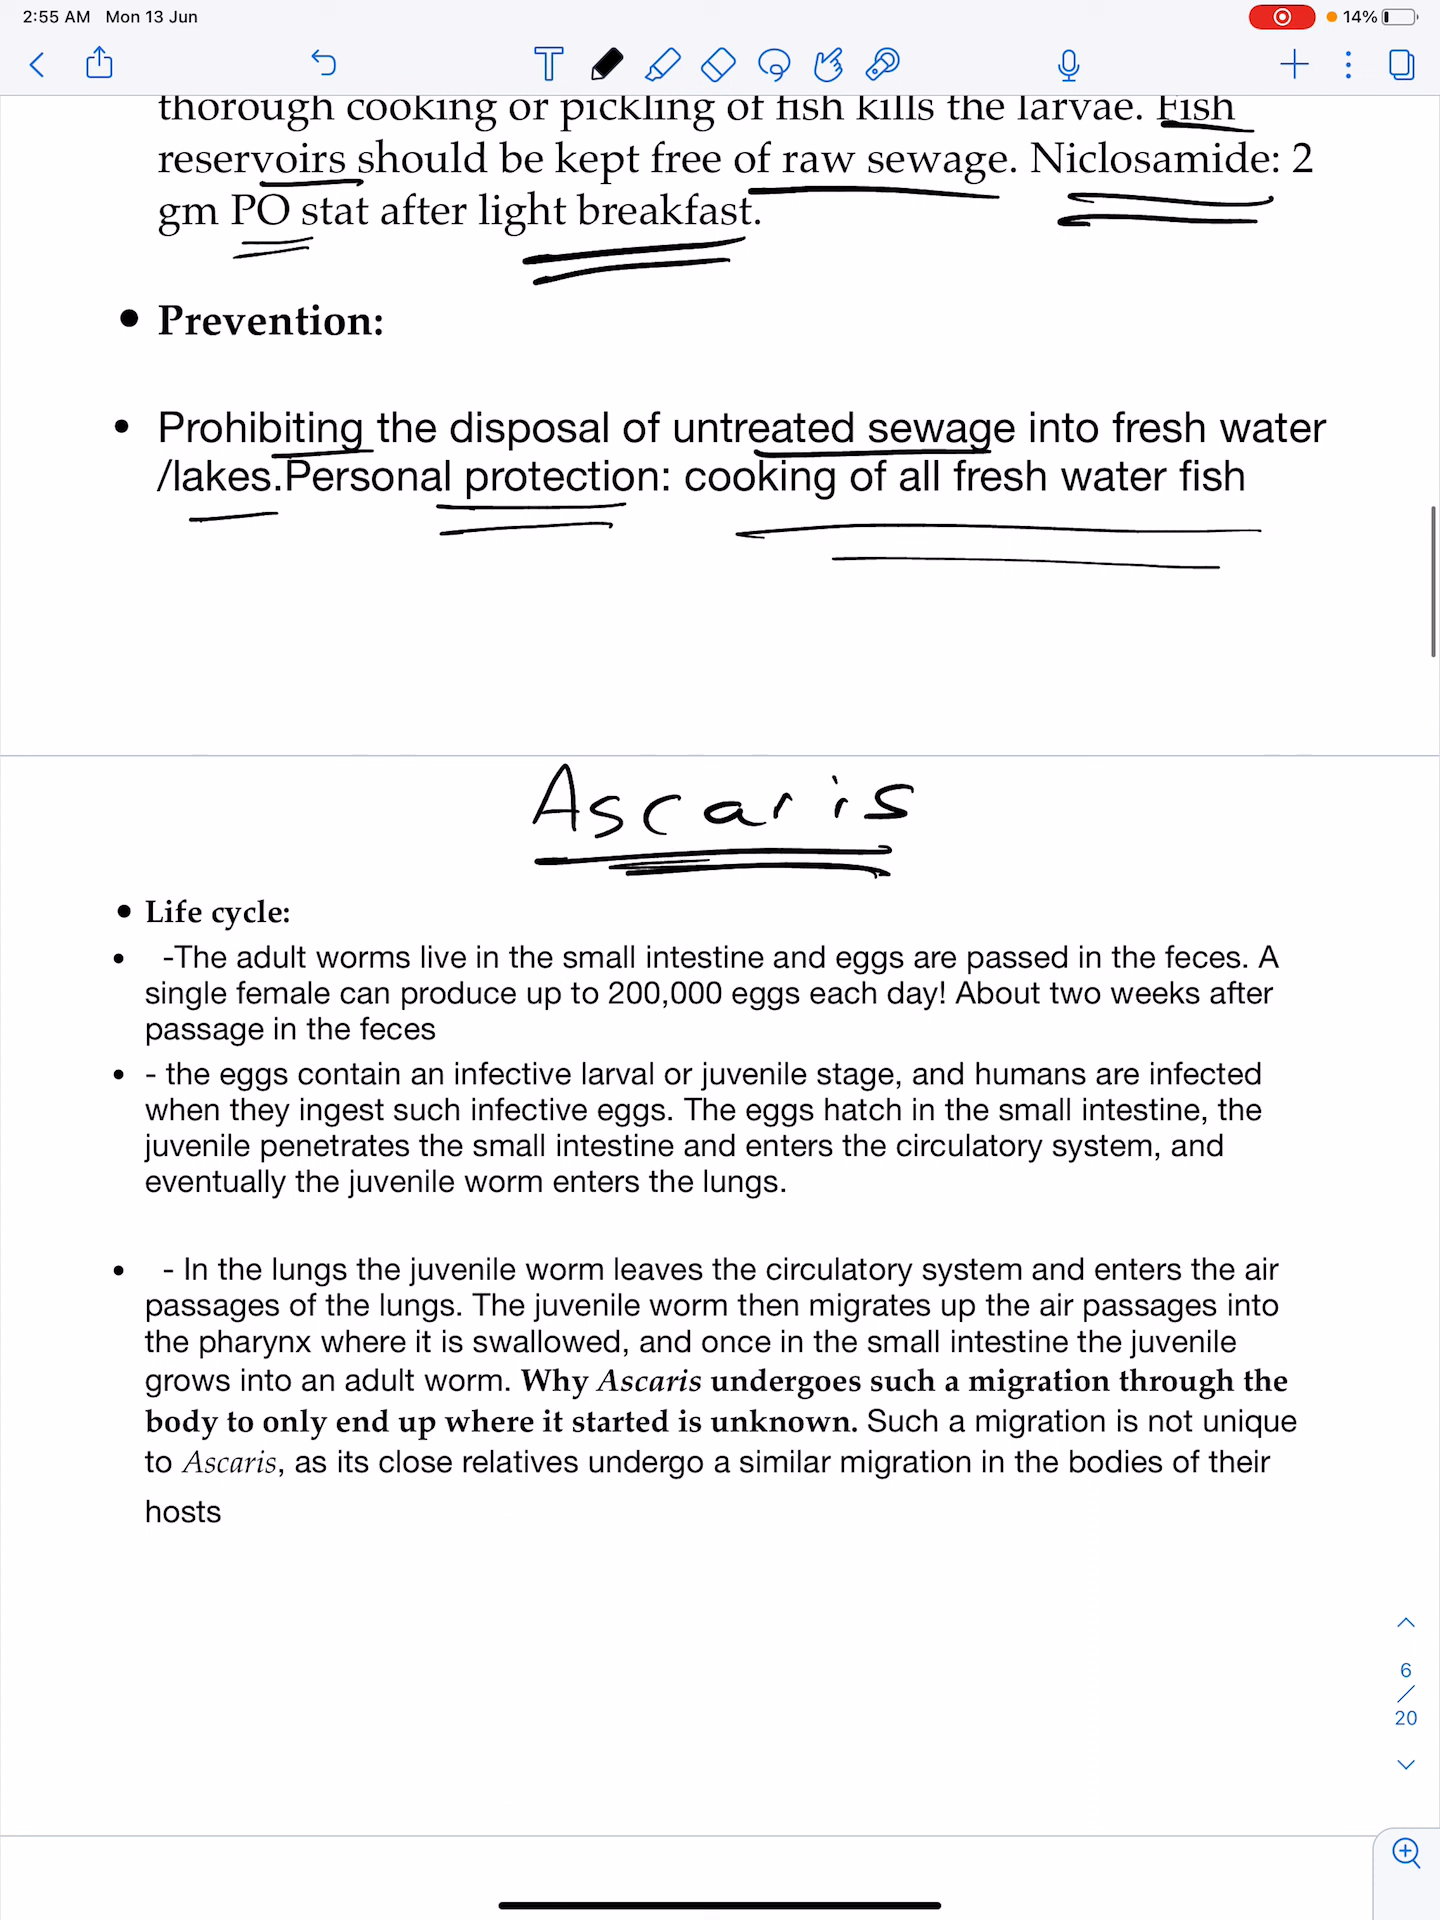 2:55 AM Mon 13 Jun
14%
thorough cooking or pickling of fish kills the larvae. Fish
reservoirs should be kept free of raw sewage. Niclosamide: 2
gm PO stat after light breakfast.
• Prevention:
• Prohibiting the disposal of untreated sewage into fresh water
/lakes.Personal protection: cooking of all fresh water fish
Ascaris
• Life cycle:
• -The adult worms live in the small intestine and eggs are passed in the feces. A
single female can produce up to 200,000 eggs each day! About two weeks after
passage in the feces
• - the eggs contain an infective larval or juvenile stage, and humans are infected
when they ingest such infective eggs. The eggs hatch in the small intestine, the
juvenile penetrates the small intestine and enters the circulatory system, and
eventually the juvenile worm enters the lungs.
• - In the lungs the juvenile worm leaves the circulatory system and enters the air
passages of the lungs. The juvenile worm then migrates up the air passages into
the pharynx where it is swallowed, and once in the small intestine the juvenile
grows into an adult worm. Why Ascaris undergoes such a migration through the
body to only end up where it started is unknown. Such a migration is not unique
to Ascaris, as its close relatives undergo a similar migration in the bodies of their
hosts
6
/
20